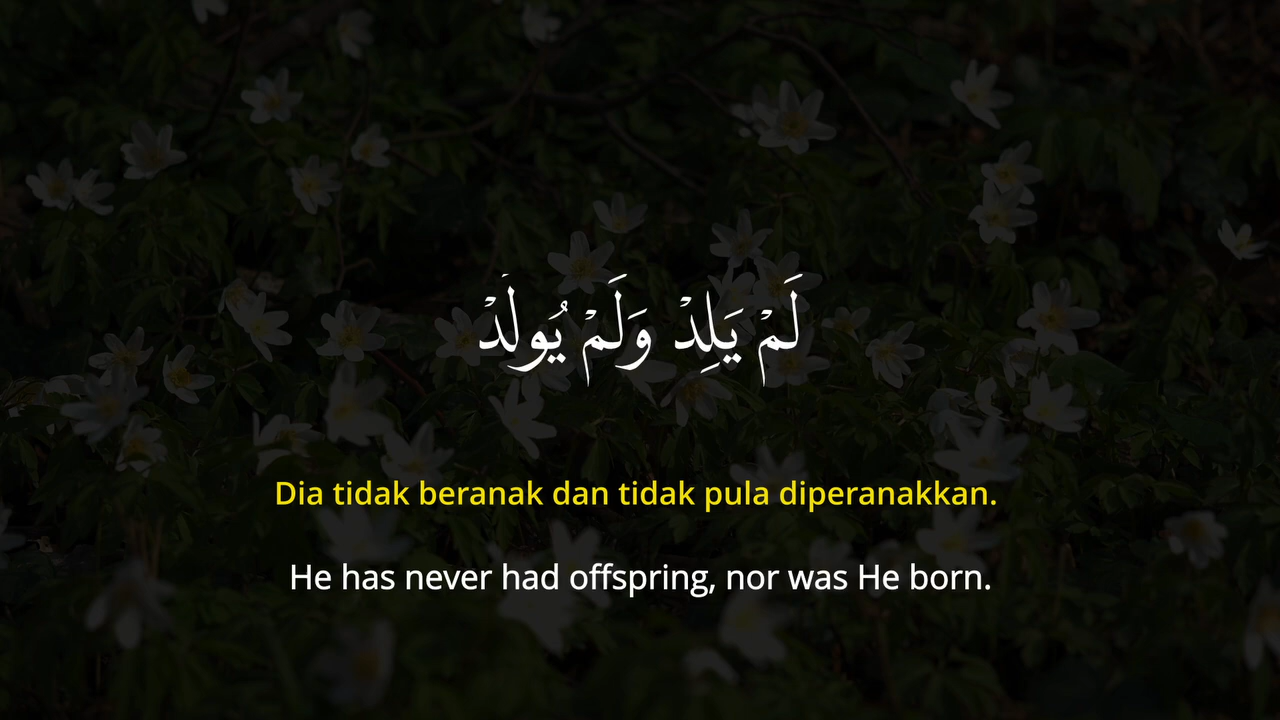 لَمْ يَلِدْ وَلَمْ يُولَدْ
Dia tidak beranak dan tidak pula diperanakkan.
He has never had offspring, nor was He born.